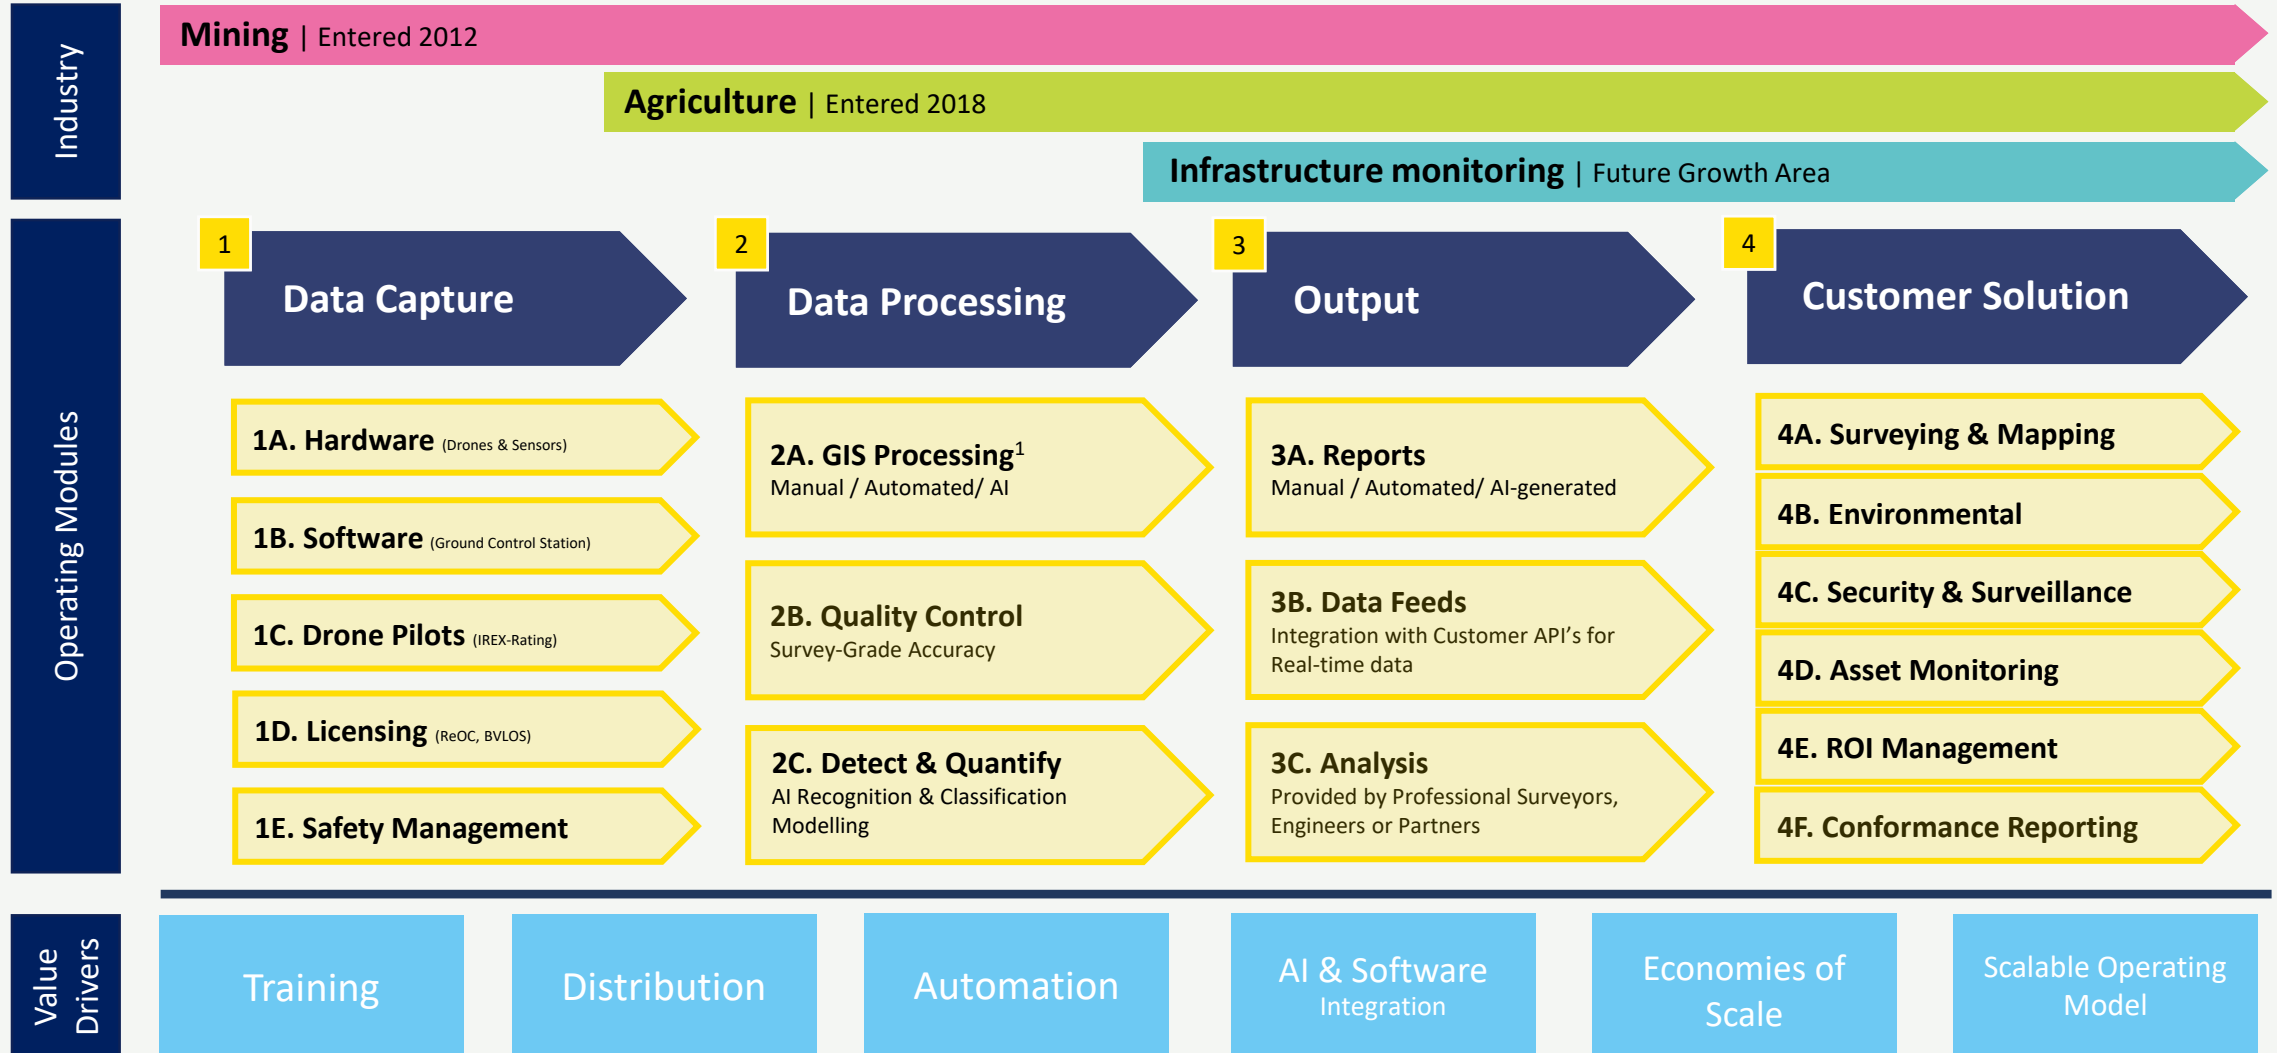 Industry
Mining | Entered 2012
Agriculture | Entered 2018
Infrastructure monitoring | Future Growth Area
Operating Modules
1
Data Capture
1A. Hardware (Drones & Sensors)
1B. Software (Ground Control Station)
1C. Drone Pilots (IREX-Rating)
1D. Licensing (ReOC, BVLOS)
1E. Safety Management
2
Data Processing
2A. GIS Processing¹
Manual / Automated/ AI
2B. Quality Control
Survey-Grade Accuracy
2C. Detect & Quantify
AI Recognition & Classification
Modelling
3
Output
3A. Reports
Manual / Automated/ AI-generated
3B. Data Feeds
Integration with Customer API’s for
Real-time data
3C. Analysis
Provided by Professional Surveyors,
Engineers or Partners
4
Customer Solution
4A. Surveying & Mapping
4B. Environmental
4C. Security & Surveillance
4D. Asset Monitoring
4E. ROI Management
4F. Conformance Reporting
Value
Drivers
Training
Distribution
Automation
AI & Software
Integration
Economies of
Scale
Scalable Operating
Model